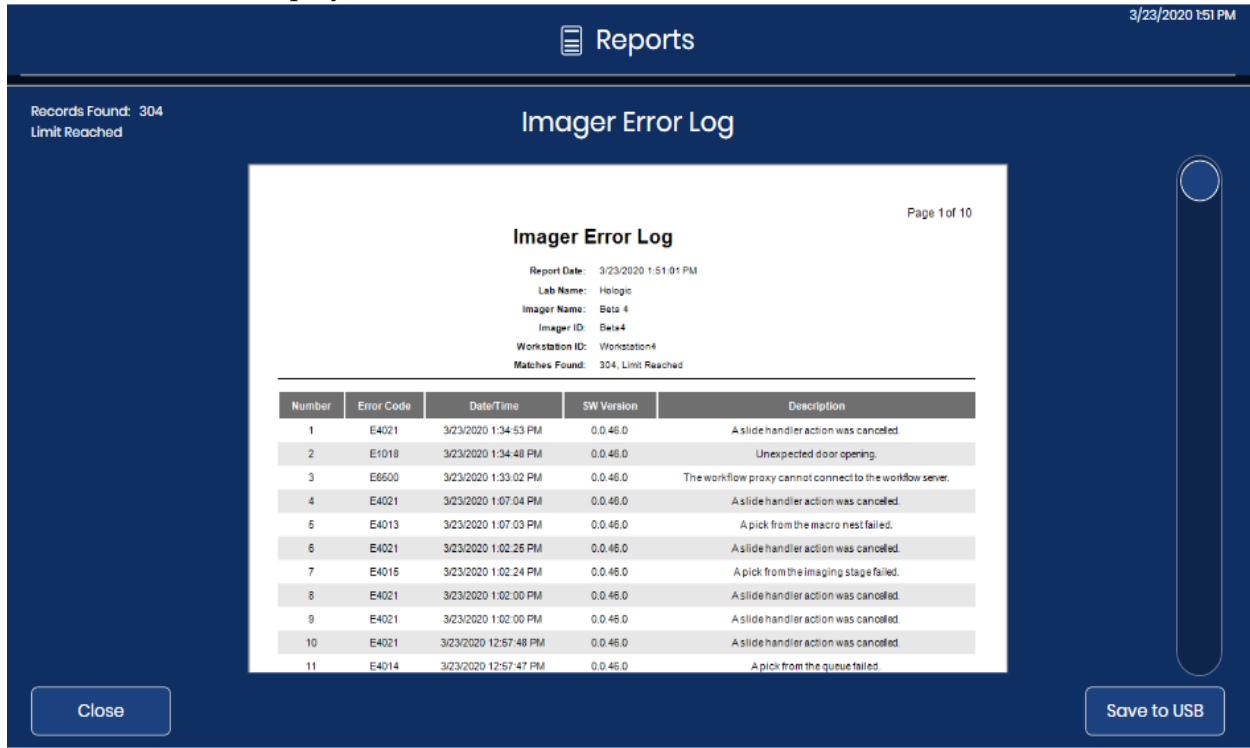 3/23/2020 1:51 PM
Reports
Records Found: 304
Limit Reached
Imager Error Log
Page 1 of 10
Imager Error Log
Report Date: 3/23/2020 1:51:01 PM
Lab Name: Hologic
Imager Name: Beta 4
Imager ID: Beta4
Workstation ID: Workstation4
Matches Found: 304, Limit Reached
Number Error Code Date/Time SW Version Description
1 E4021 3/23/2020 1:34:53 PM 0.0.46.0 A slide handler action was canceled.
2 E1018 3/23/2020 1:34:48 PM 0.0.46.0 Unexpected door opening.
3 E6500 3/23/2020 1:33:02 PM 0.0.46.0 The workflow proxy cannot connect to the workflow server.
4 E4021 3/23/2020 1:07:04 PM 0.0.46.0 A slide handler action was canceled.
5 E4013 3/23/2020 1:07:03 PM 0.0.46.0 A pick from the macro nest failed.
6 E4021 3/23/2020 1:02:25 PM 0.0.46.0 A slide handler action was canceled.
7 E4015 3/23/2020 1:02:24 PM 0.0.46.0 A pick from the imaging stage failed.
8 E4021 3/23/2020 1:02:00 PM 0.0.46.0 A slide handler action was canceled.
9 E4021 3/23/2020 1:02:00 PM 0.0.46.0 A slide handler action was canceled.
10 E4021 3/23/2020 12:57:48 PM 0.0.46.0 A slide handler action was canceled.
11 E4014 3/23/2020 12:57:47 PM 0.0.46.0 A pick from the queue failed.
Close
Save to USB